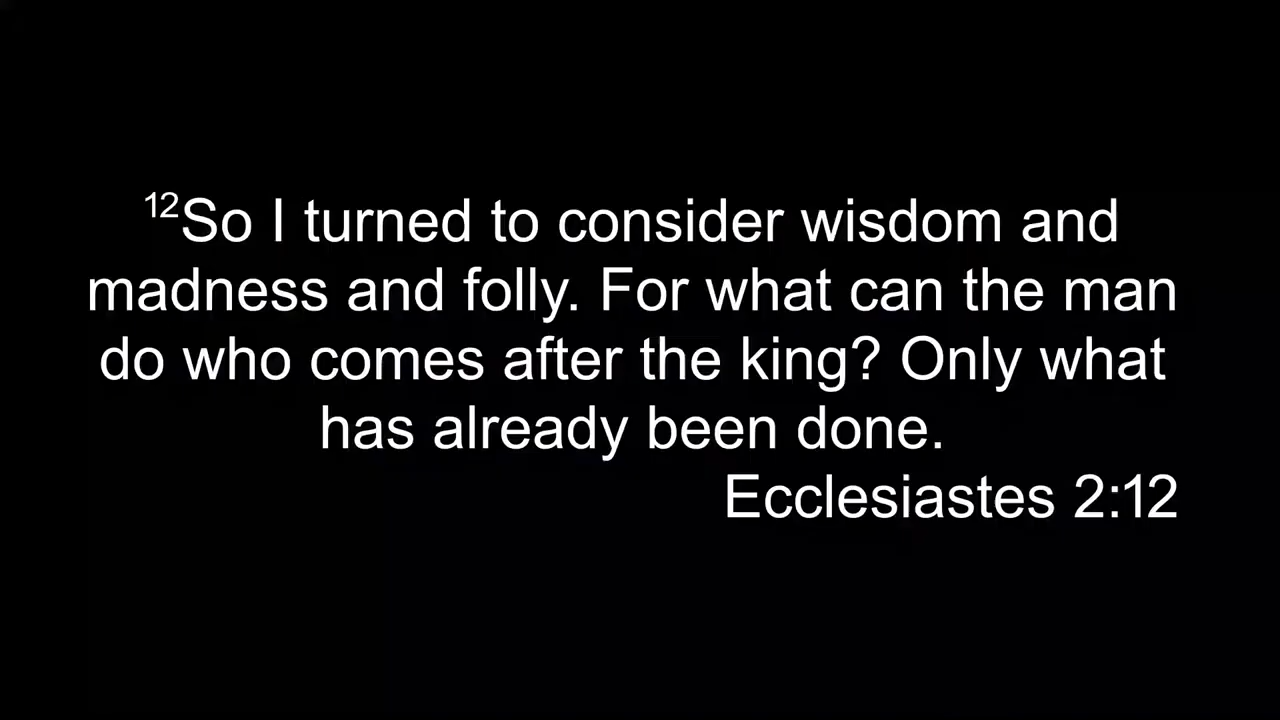 12So I turned to consider wisdom and
madness and folly. For what can the man
do who comes after the king? Only what
has already been done.
Ecclesiastes 2:12